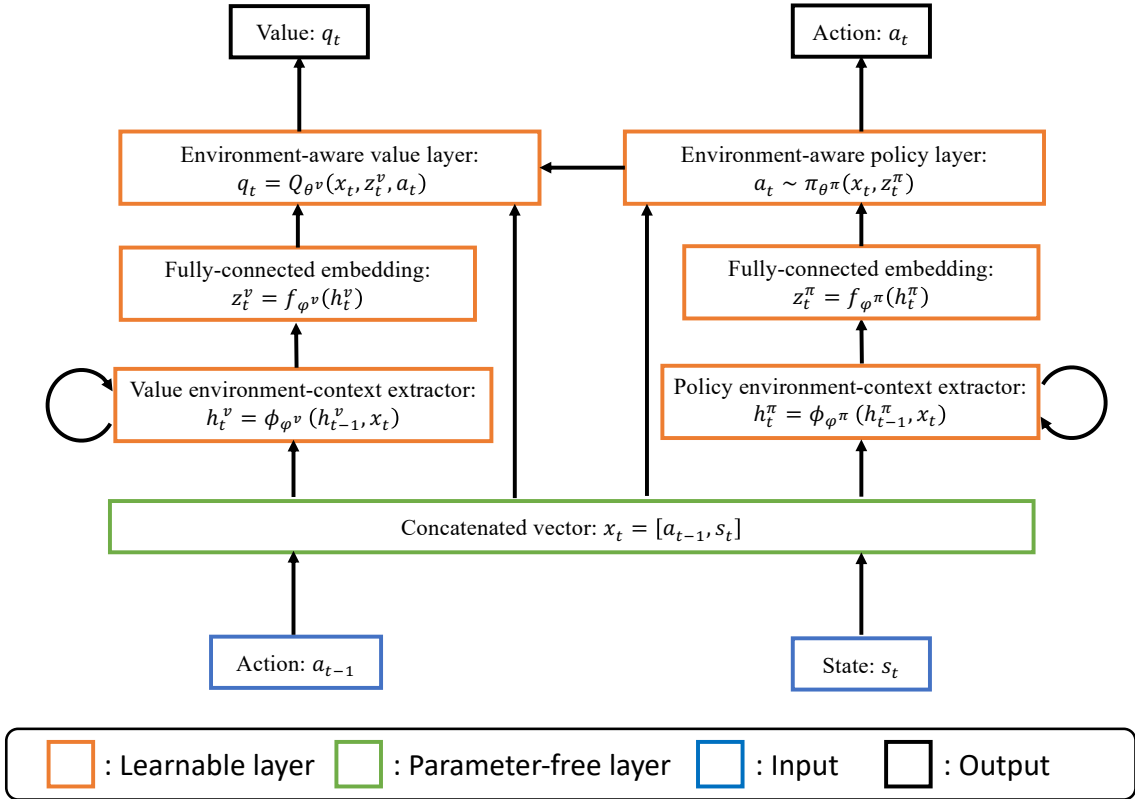 Value: $q_t$
Action: $a_t$
Environment-aware value layer:
$q_t = Q_{\theta^v}(x_t, z_t^v, a_t)$
Environment-aware policy layer:
$a_t \sim \pi_{\theta^\pi}(x_t, z_t^\pi)$
Fully-connected embedding:
$z_t^v = f_{\varphi^v}(h_t^v)$
Fully-connected embedding:
$z_t^\pi = f_{\varphi^\pi}(h_t^\pi)$
Value environment-context extractor:
$h_t^v = \phi_{\varphi^v}(h_{t-1}^v, x_t)$
Policy environment-context extractor:
$h_t^\pi = \phi_{\varphi^\pi}(h_{t-1}^\pi, x_t)$
Concatenated vector: $x_t = [a_{t-1}, s_t]$
Action: $a_{t-1}$
State: $s_t$
: Learnable layer
: Parameter-free layer
: Input
: Output